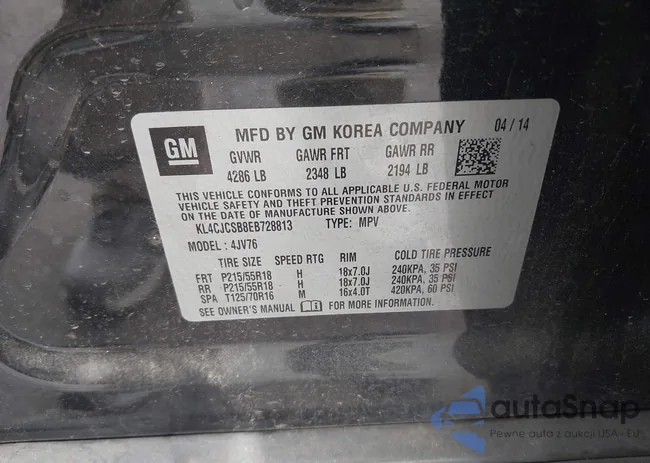 GM
MFD BY GM KOREA COMPANY 04 / 14
GVWR GAWR FRT GAWR RR
4286 LB 2348 LB 2194 LB
THIS VEHICLE CONFORMS TO ALL APPLICABLE U.S. FEDERAL MOTOR
VEHICLE SAFETY AND THEFT PREVENTION STANDARDS IN EFFECT
ON THE DATE OF MANUFACTURE SHOWN ABOVE.
KL4CJCSB8EB728813 TYPE: MPV
MODEL: 4JV76
TIRE SIZE SPEED RTG RIM COLD TIRE PRESSURE
FRT P215/55R18 H 18x7.0J 240KPA, 35 PSI
RR P215/55R18 H 18x7.0J 240KPA, 35 PSI
SPA T125/70R16 M 16x4.0T 420KPA, 60 PSI
SEE OWNER'S MANUAL FOR MORE INFORMATION.
autoSnap
Pewne auta z aukcji USA - EU